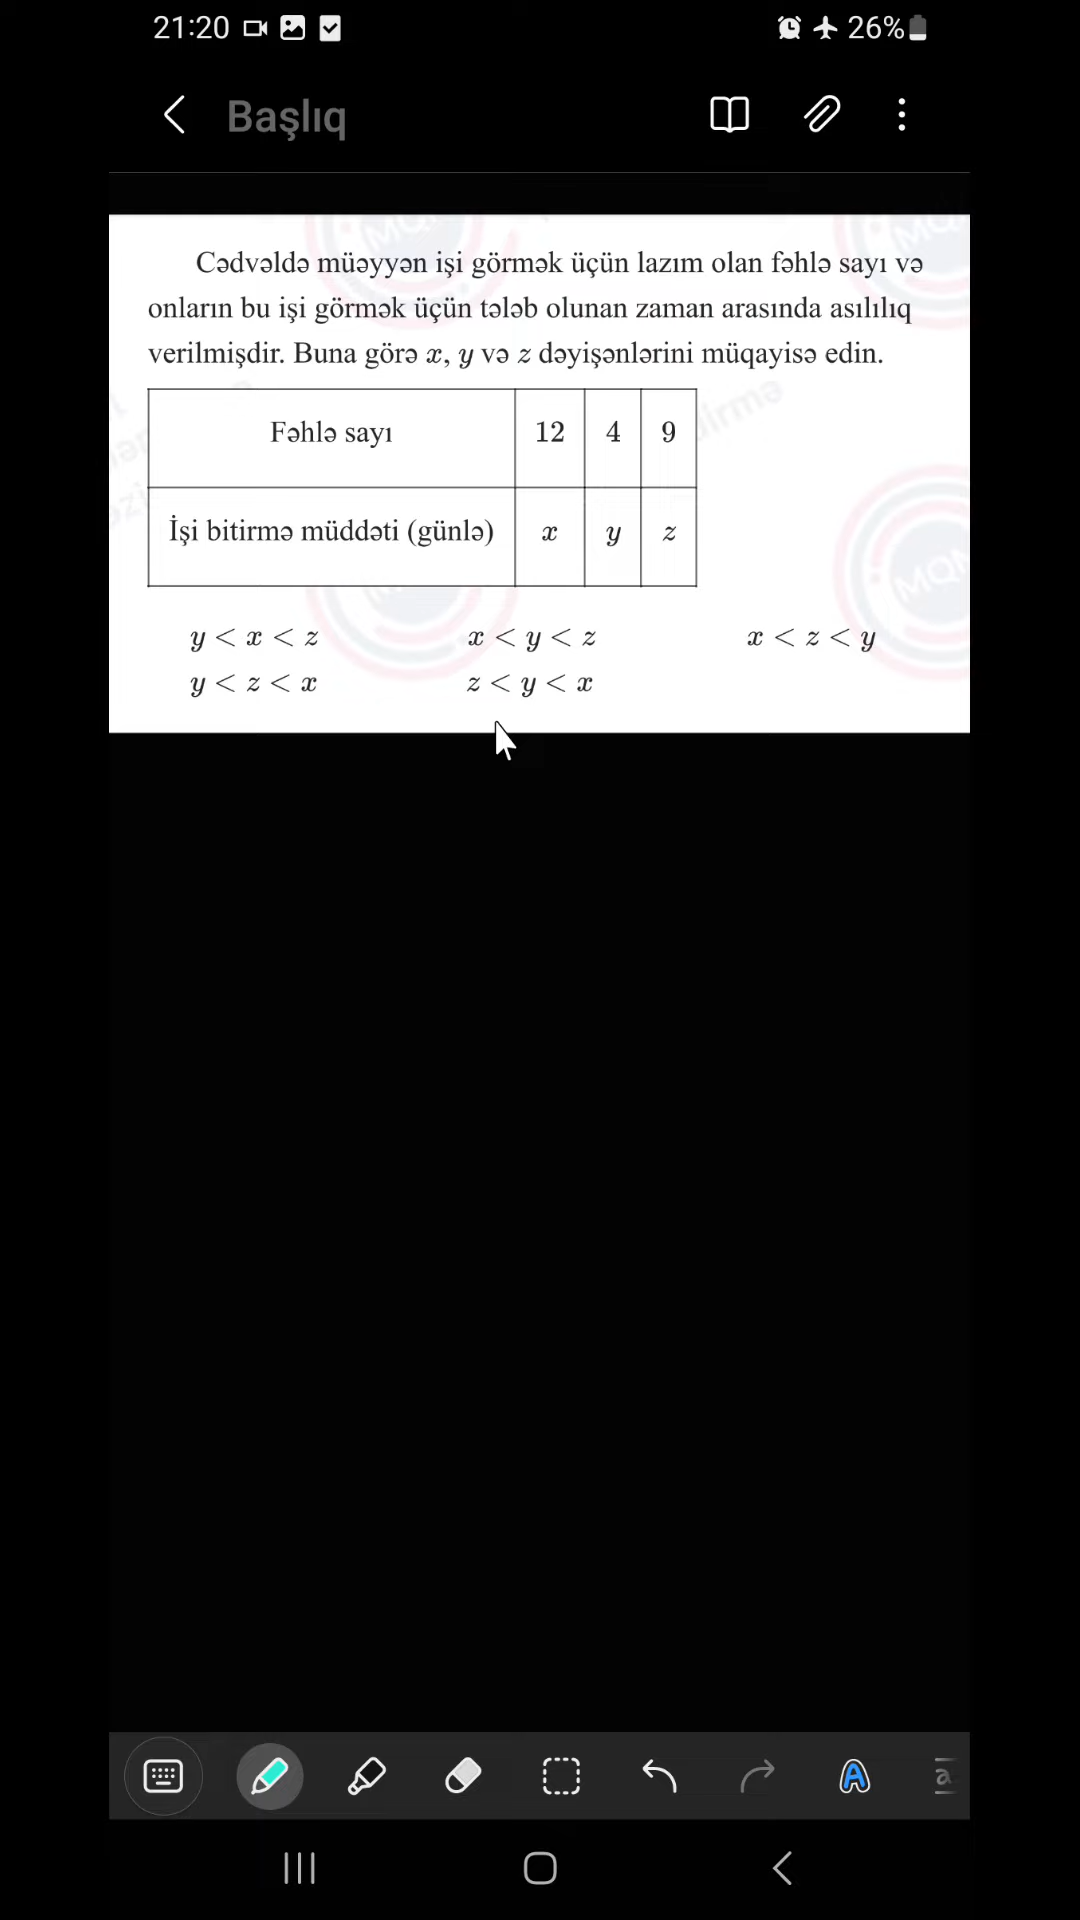 21:20 26%
Başlıq
Cədvəldə müəyyən işi görmək üçün lazım olan fəhlə sayı və
onların bu işi görmək üçün tələb olunan zaman arasında asılılıq
verilmişdir. Buna görə x, y və z dəyişənlərini müqayisə edin.
Fəhlə sayı 12 4 9
İşi bitirmə müddəti (günlə) x y z
y < x < z x < y < z x < z < y
y < z < x z < y < x